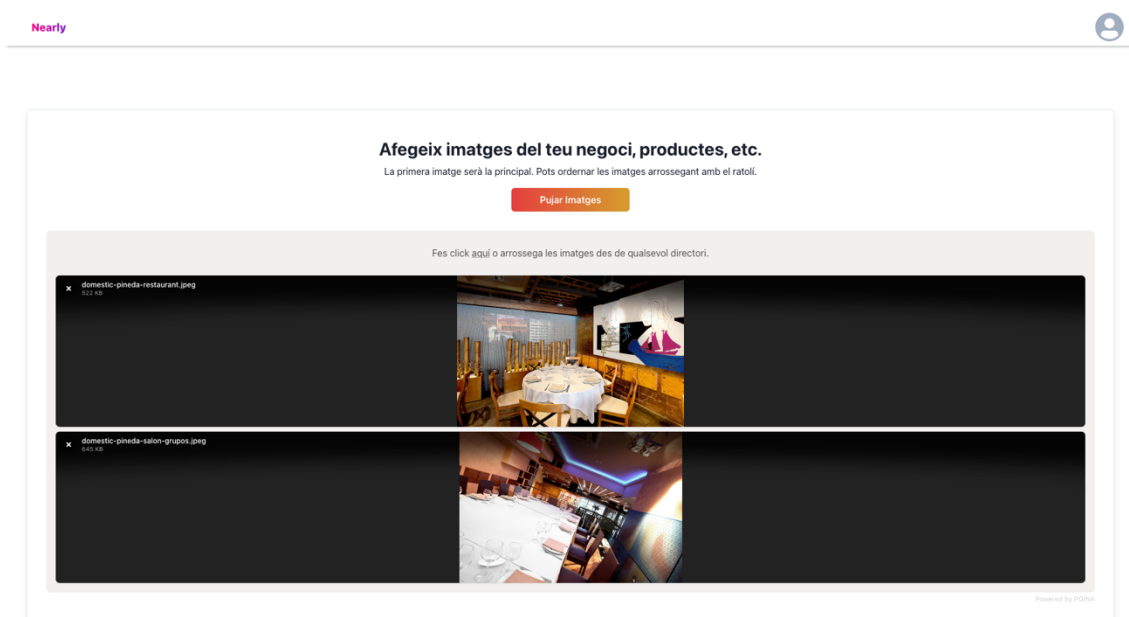 Nearly
Afegeix imatges del teu negoci, productes, etc.
La primera imatge serà la principal. Pots ordenar les imatges arrossegant amb el ratolí.
Pujar Imatges
Fes click aquí o arrossega les imatges des de qualsevol directori.
domestic-pineda-restaurant.jpeg
522 KB
domestic-pineda-salon-grupos.jpeg
645 KB
Powered by PQINA